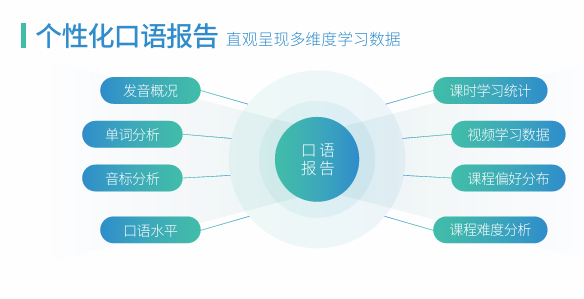 个性化口语报告 直观呈现多维度学习数据
发音概况
单词分析
音标分析
口语水平
口语
报告
课时学习统计
视频学习数据
课程偏好分布
课程难度分析